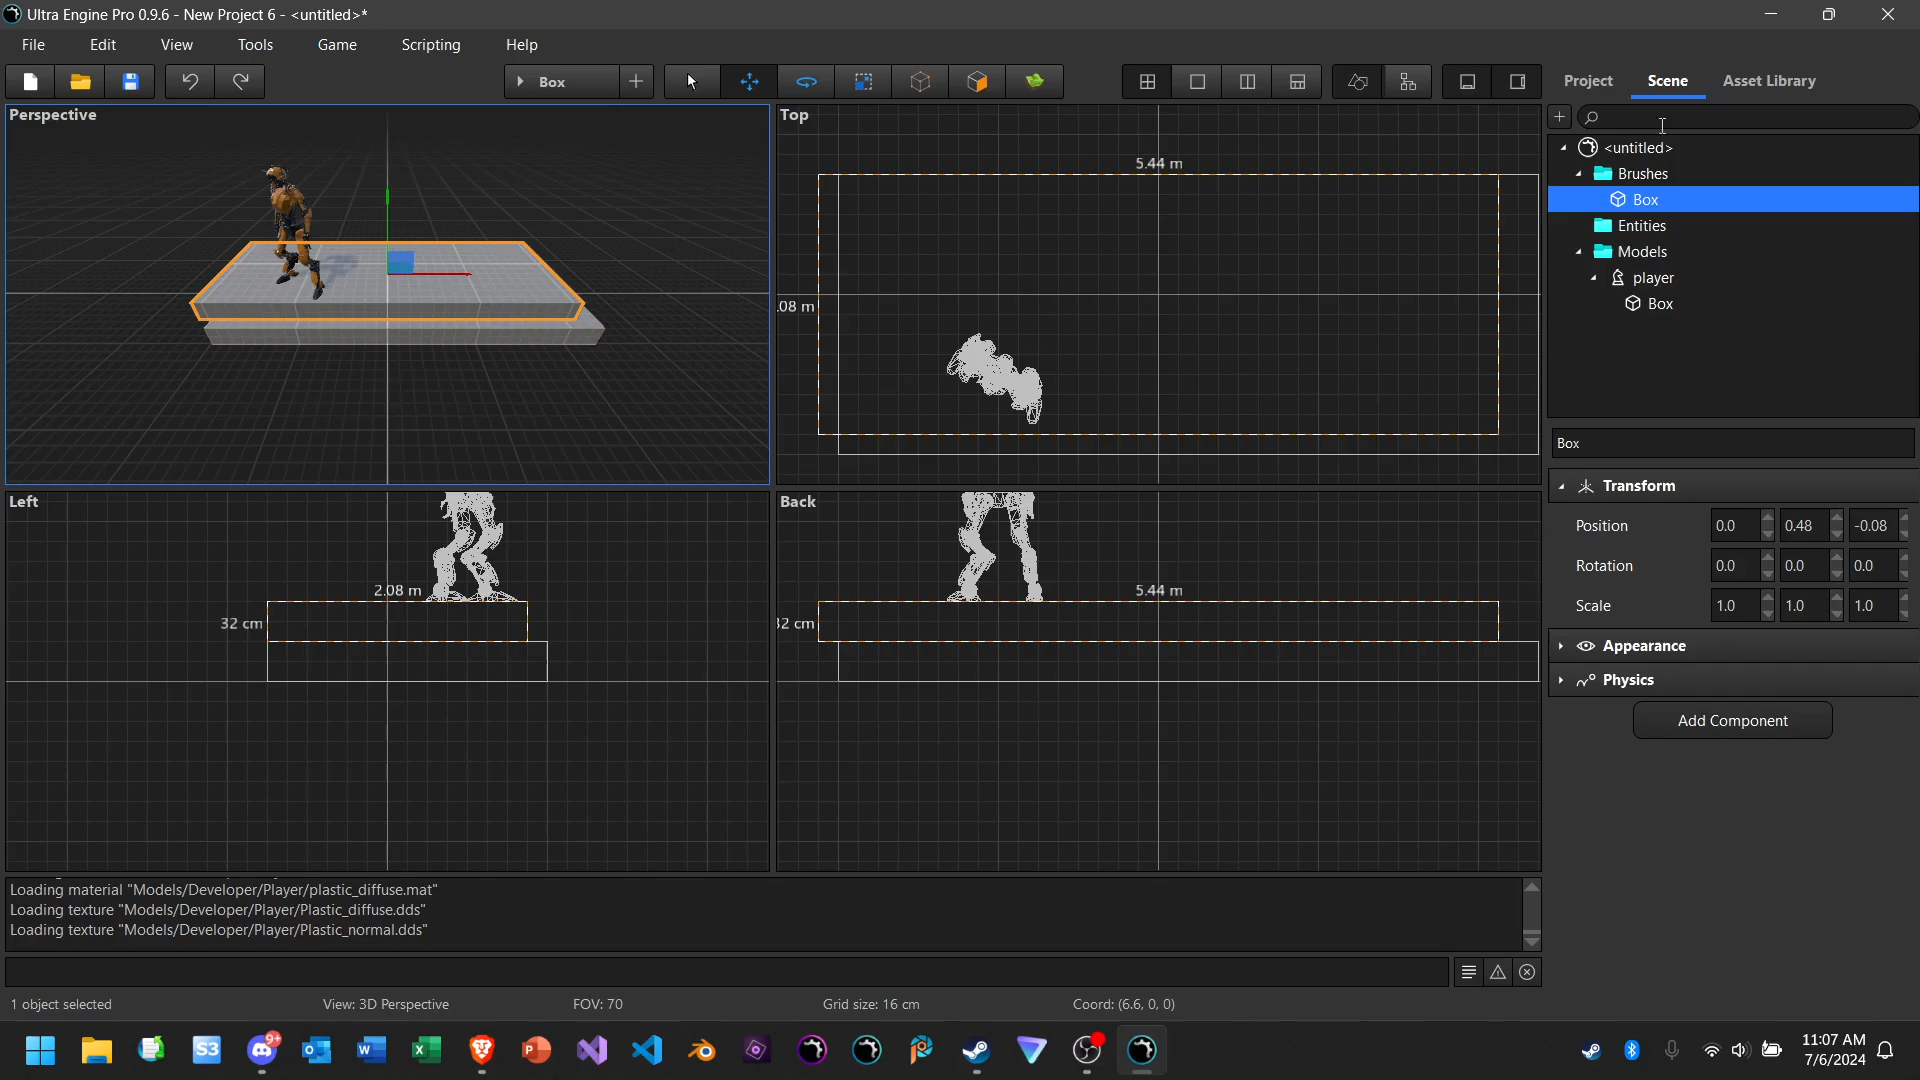 Ultra Engine Pro 0.9.6 - New Project 6 - <untitled>*
File Edit View Tools Game Scripting Help
Box
Project Scene Asset Library
Perspective
Top
5.44 m
.08 m
<untitled>
Brushes
Box
Entities
Models
player
Box
Box
Transform
Position 0.0 0.48 -0.08
Rotation 0.0 0.0 0.0
Scale 1.0 1.0 1.0
Appearance
Physics
Add Component
Left
2.08 m
32 cm
Back
5.44 m
32 cm
Loading material "Models/Developer/Player/plastic_diffuse.mat"
Loading texture "Models/Developer/Player/Plastic_diffuse.dds"
Loading texture "Models/Developer/Player/Plastic_normal.dds"
1 object selected View: 3D Perspective FOV: 70 Grid size: 16 cm Coord: (6.6, 0, 0)
S3
9+
11:07 AM
7/6/2024